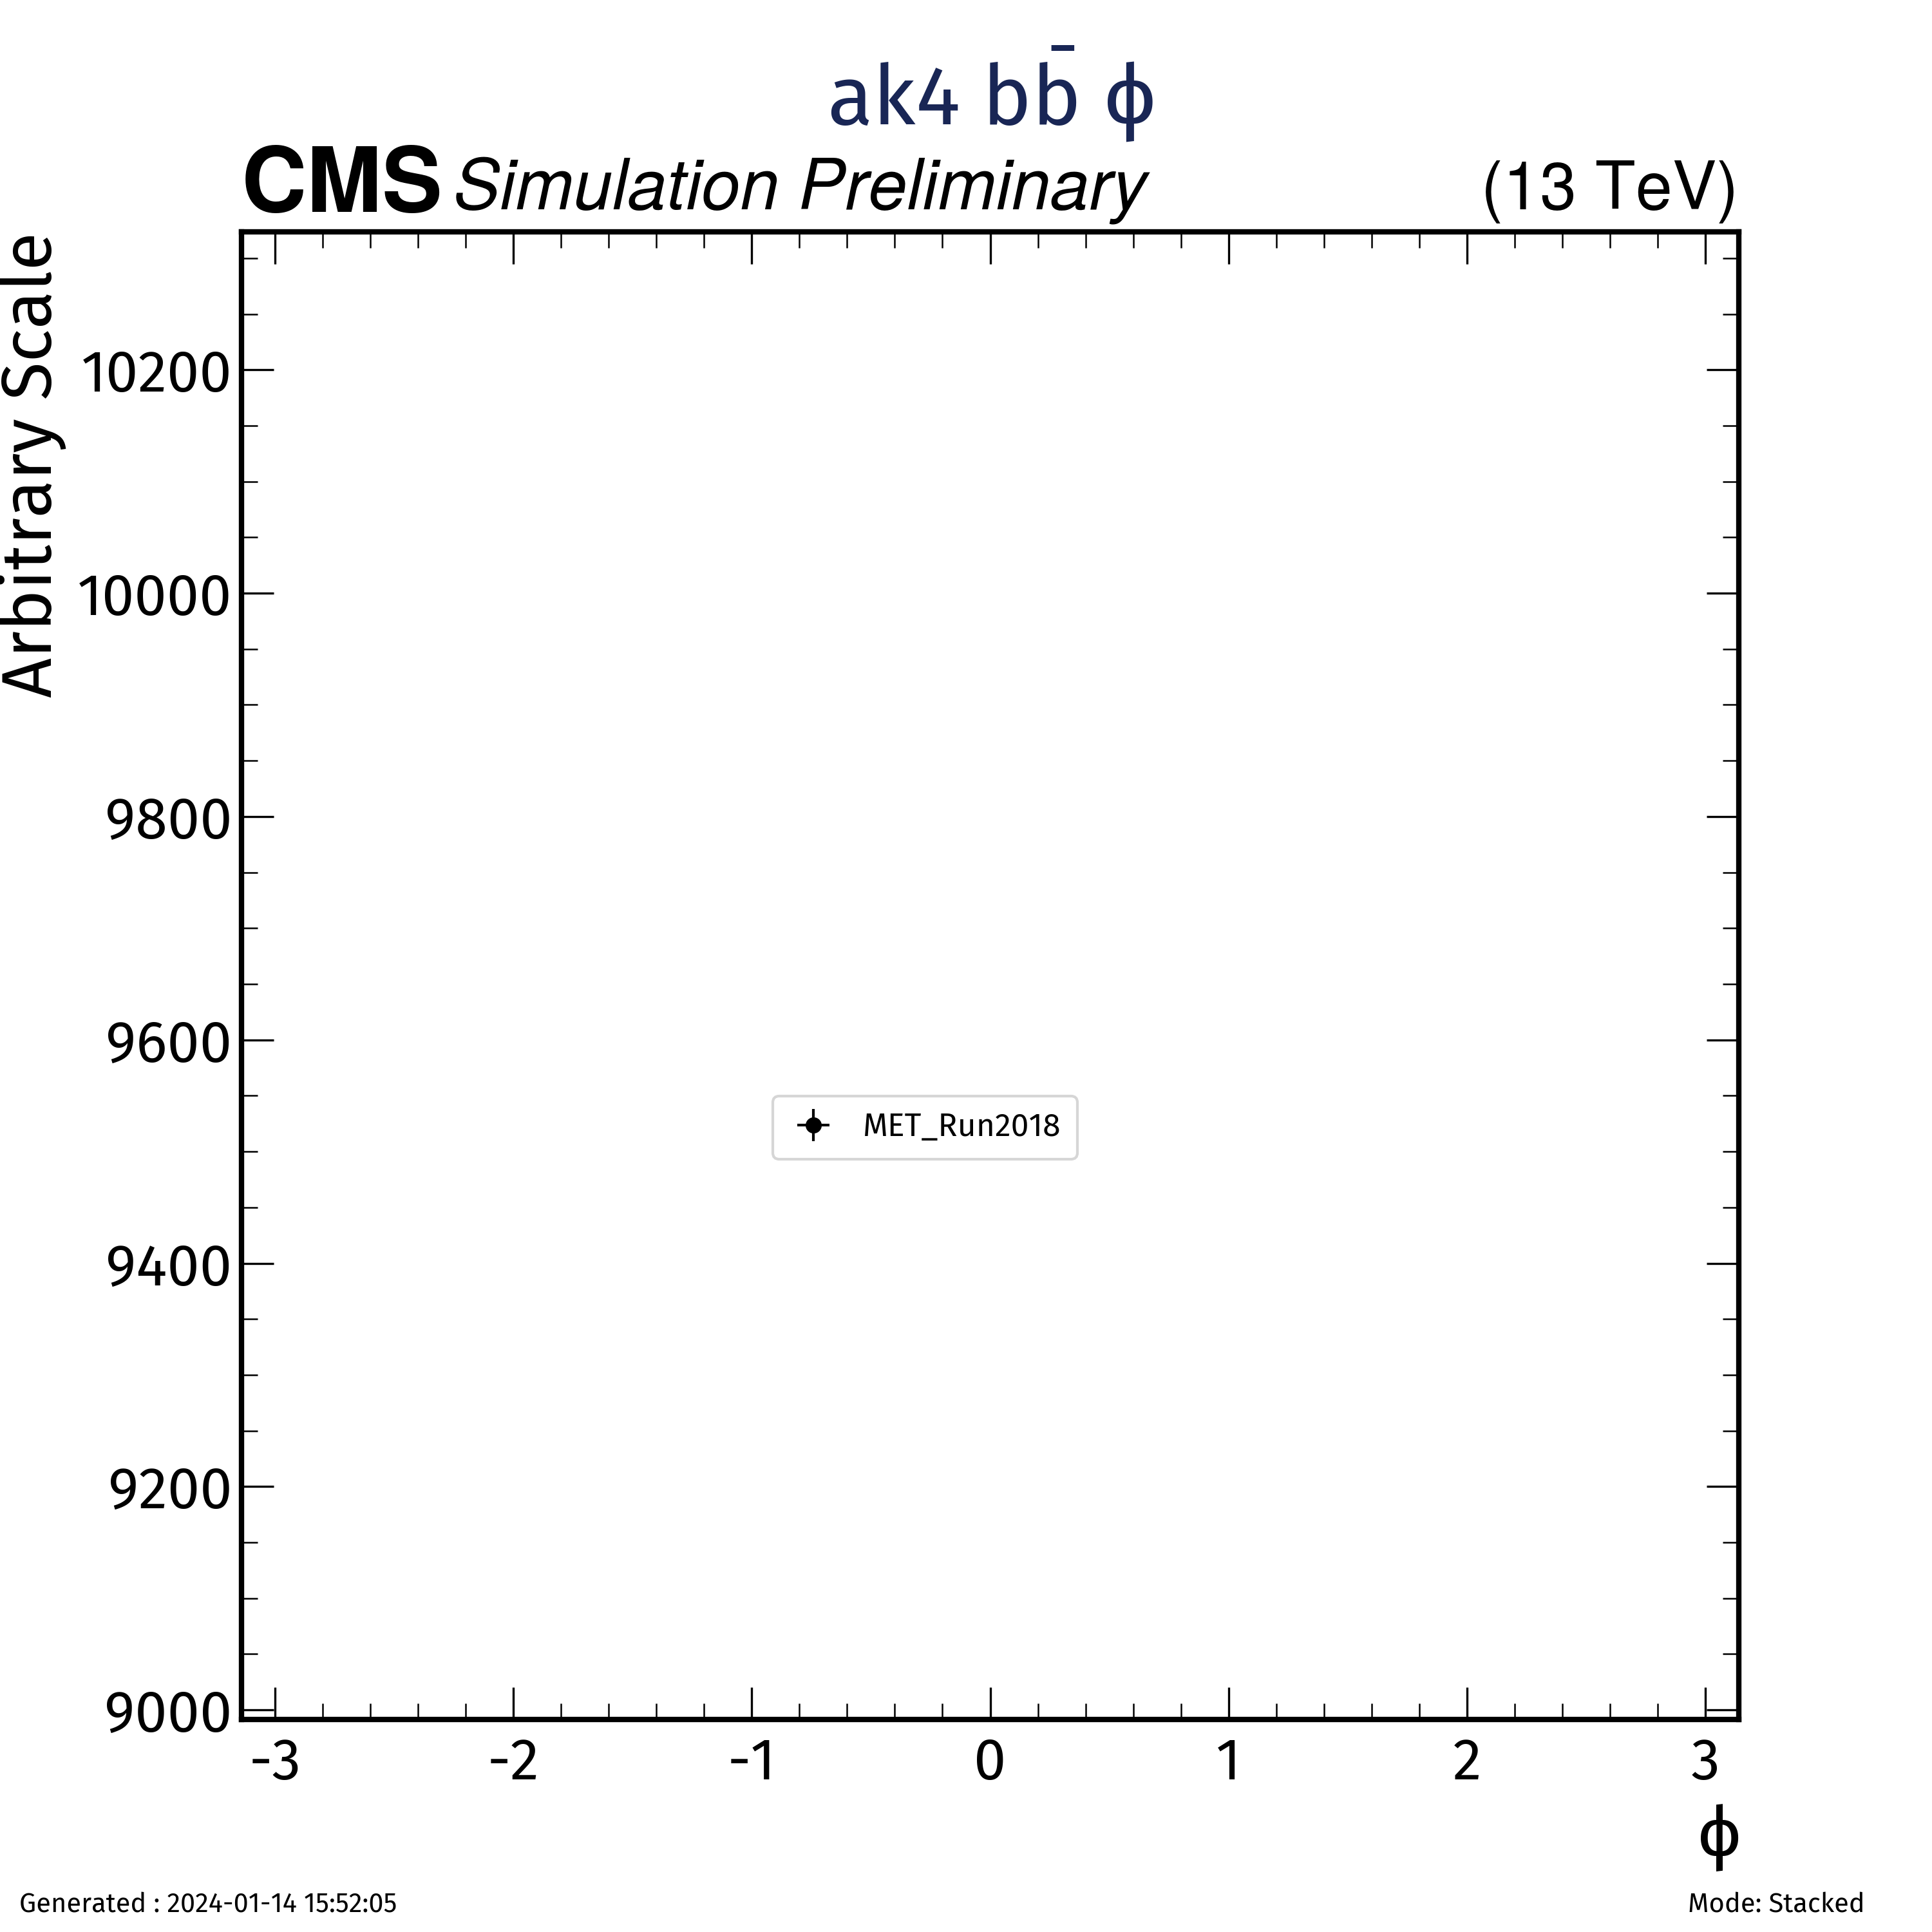 ak4 bb̄ ϕ
CMS Simulation Preliminary (13 TeV)
Arbitrary Scale
10200
10000
9800
9600
MET_Run2018
9400
9200
9000
-3 -2 -1 0 1 2 3
ϕ
Generated : 2024-01-14 15:52:05 Mode: Stacked